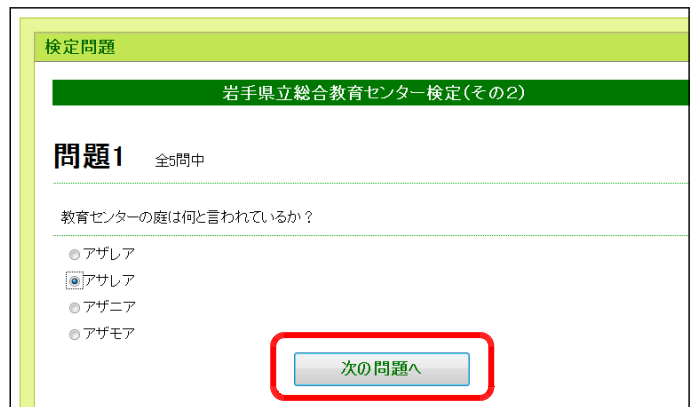 検定問題
岩手県立総合教育センター検定(その2)
問題1 全5問中
教育センターの庭は何と言われているか？
アザレア
アサレア
アザニア
アザモア
次の問題へ